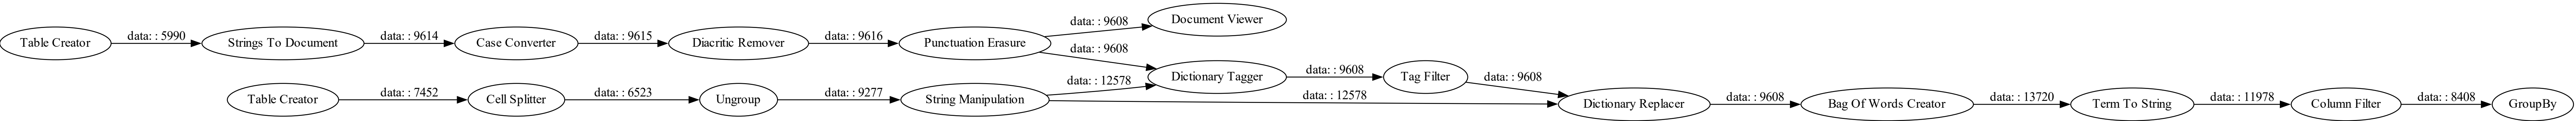 Table Creator
data: : 5990
Strings To Document
data: : 9614
Case Converter
data: : 9615
Diacritic Remover
data: : 9616
Punctuation Erasure
data: : 9608
Document Viewer
data: : 9608
Table Creator
data: : 7452
Cell Splitter
data: : 6523
Ungroup
data: : 9277
String Manipulation
data: : 12578
Dictionary Tagger
data: : 9608
Tag Filter
data: : 9608
data: : 12578
Dictionary Replacer
data: : 9608
Bag Of Words Creator
data: : 13720
Term To String
data: : 11978
Column Filter
data: : 8408
GroupBy